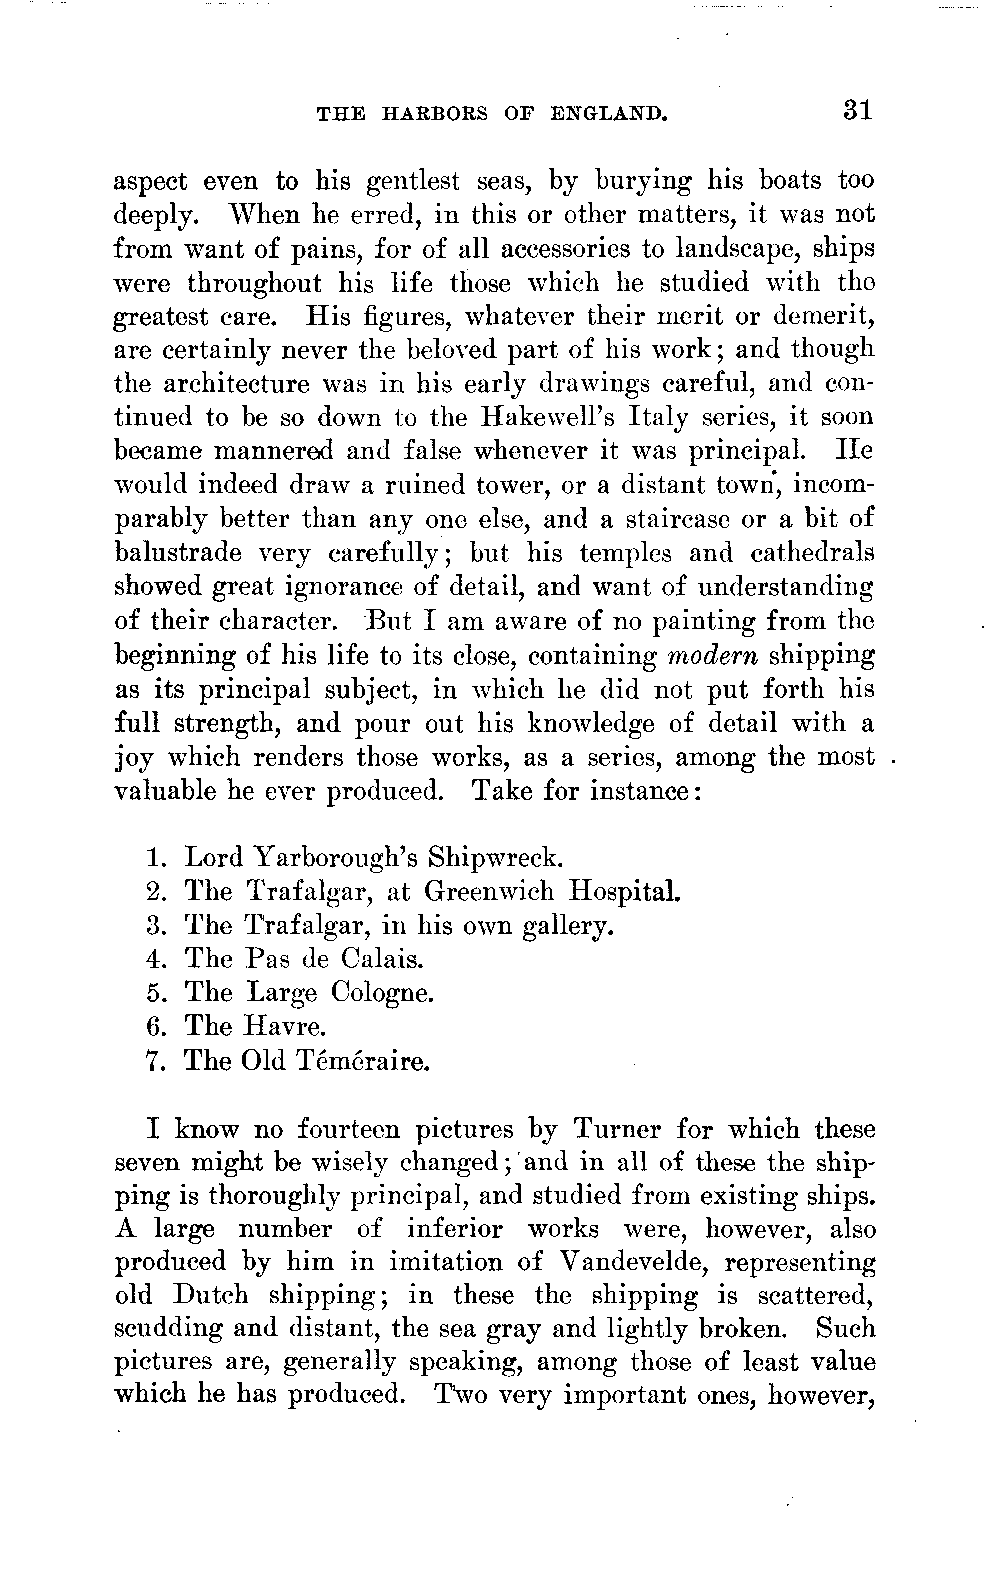 THE HARBORS OF ENGLAND. 31
aspect even to his gentlest seas, by burying his boats too
deeply. When he erred, in this or other matters, it was not
from want of pains, for of all accessories to landscape, ships
were throughout his life those which he studied with the
greatest care. His figures, whatever their merit or demerit,
are certainly never the beloved part of his work; and though
the architecture was in his early drawings careful, and con-
tinued to be so down to the Hakewell's Italy series, it soon
became mannered and false whenever it was principal. He
would indeed draw a ruined tower, or a distant town, incom-
parably better than any one else, and a staircase or a bit of
balustrade very carefully; but his temples and cathedrals
showed great ignorance of detail, and want of understanding
of their character. But I am aware of no painting from the
beginning of his life to its close, containing modern shipping
as its principal subject, in which he did not put forth his
full strength, and pour out his knowledge of detail with a
joy which renders those works, as a series, among the most
valuable he ever produced. Take for instance:
1. Lord Yarborough's Shipwreck.
2. The Trafalgar, at Greenwich Hospital.
3. The Trafalgar, in his own gallery.
4. The Pas de Calais.
5. The Large Cologne.
6. The Havre.
7. The Old Téméraire.
I know no fourteen pictures by Turner for which these
seven might be wisely changed; and in all of these the ship-
ping is thoroughly principal, and studied from existing ships.
A large number of inferior works were, however, also
produced by him in imitation of Vandevelde, representing
old Dutch shipping; in these the shipping is scattered,
scudding and distant, the sea gray and lightly broken. Such
pictures are, generally speaking, among those of least value
which he has produced. Two very important ones, however,